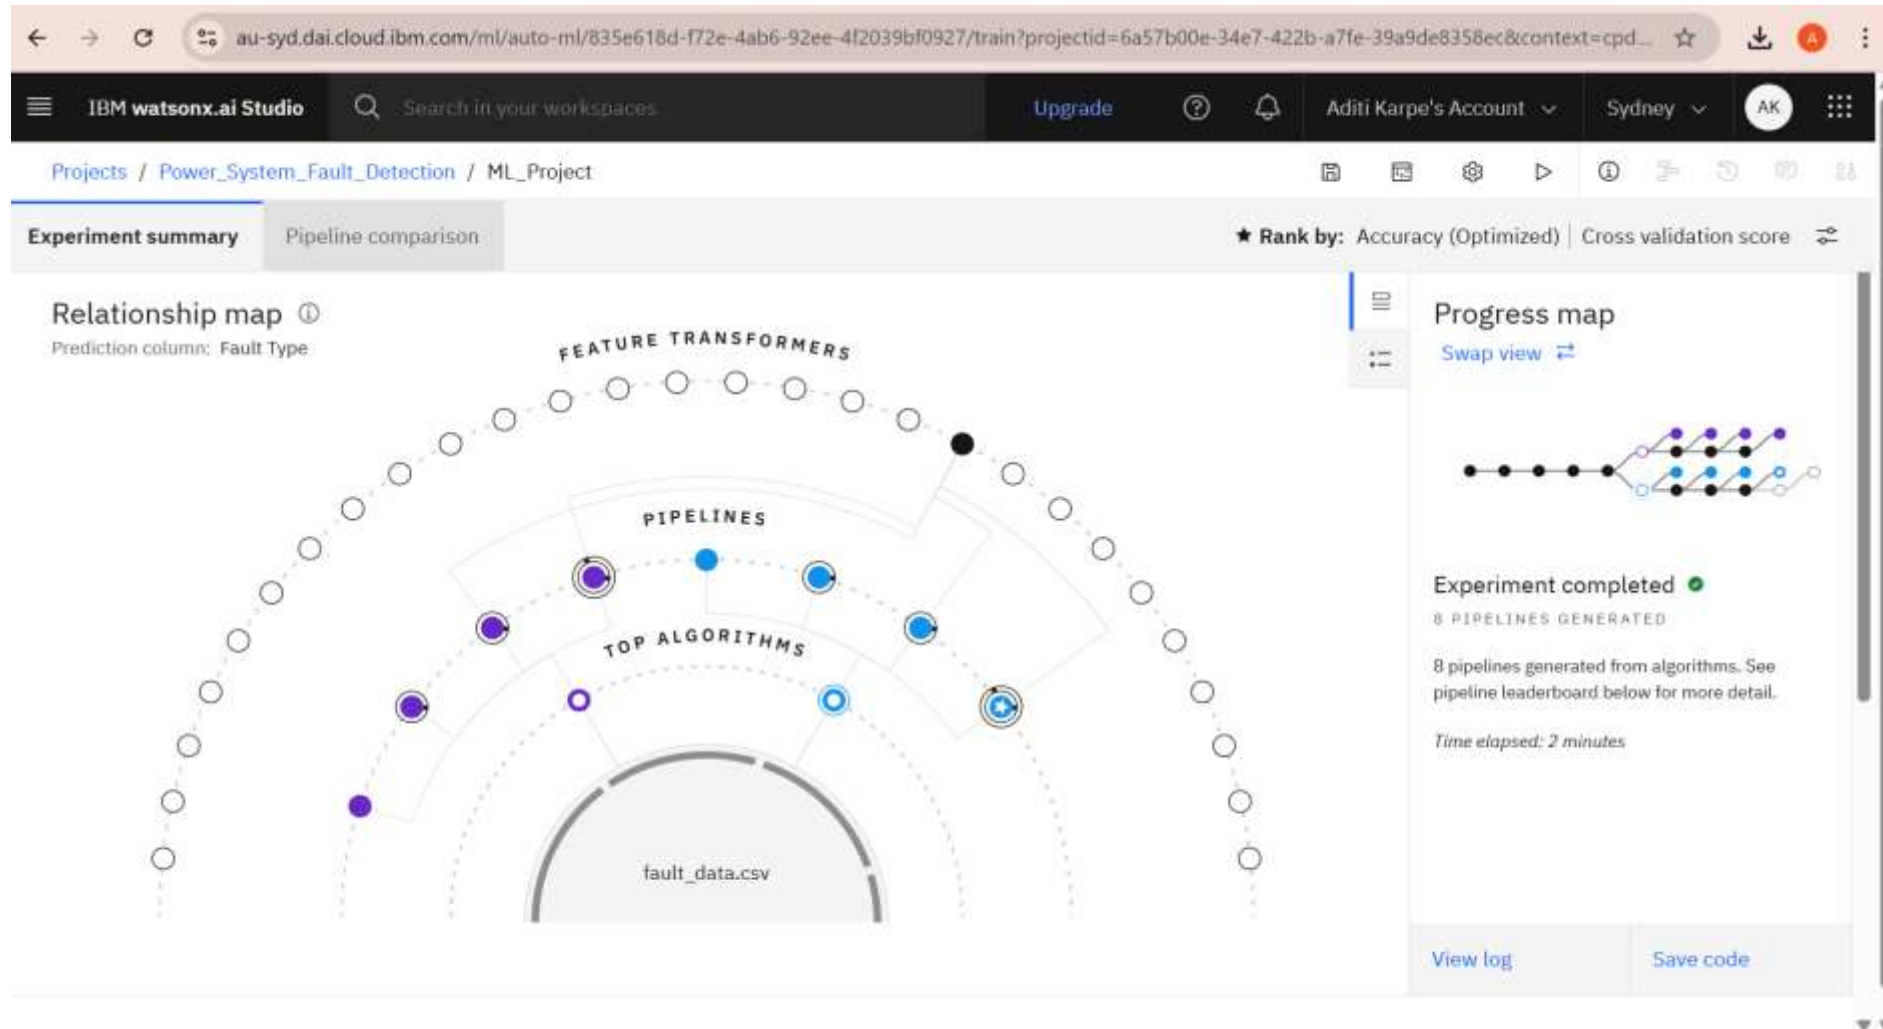 au-syd.dai.cloud.ibm.com/ml/auto-ml/835e618d-f72e-4ab6-92ee-4f2039bf0927/train?projectid=6a57b00e-34e7-422b-a7fe-39a9de8358ec&context=cpd...
A
IBM watsonx.ai Studio
Search in your workspaces
Upgrade
Aditi Karpe's Account
Sydney
AK
Projects / Power_System_Fault_Detection / ML_Project
Experiment summary
Pipeline comparison
★ Rank by: Accuracy (Optimized) | Cross validation score
Relationship map
Prediction column: Fault Type
FEATURE TRANSFORMERS
PIPELINES
TOP ALGORITHMS
fault_data.csv
Progress map
Swap view
Experiment completed
8 PIPELINES GENERATED
8 pipelines generated from algorithms. See
pipeline leaderboard below for more detail.
Time elapsed: 2 minutes
View log
Save code